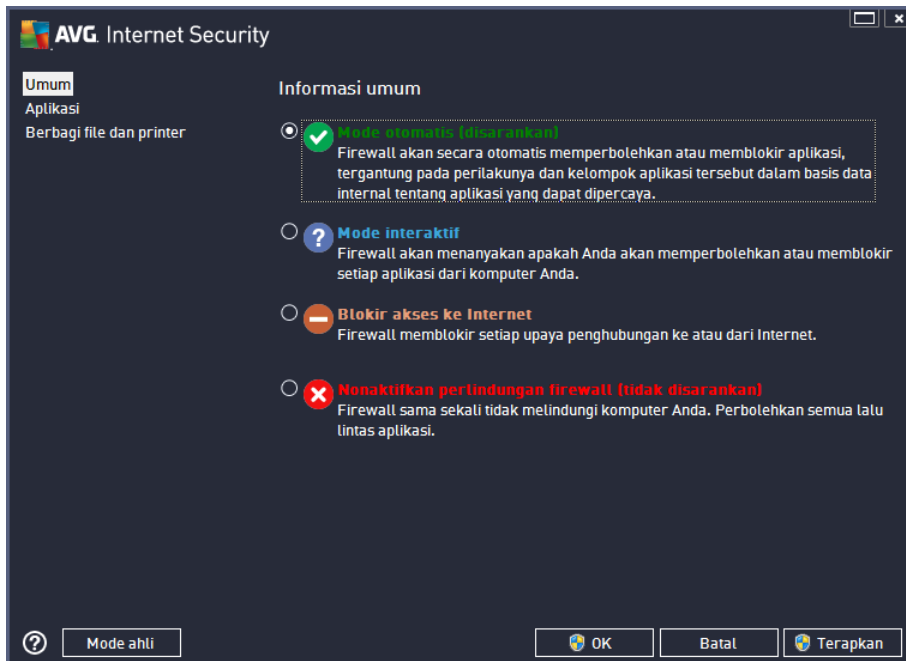 AVG. Internet Security
Umum
Aplikasi
Berbagi file dan printer
Informasi umum
Mode otomatis (disarankan)
Firewall akan secara otomatis memperbolehkan atau memblokir aplikasi,
tergantung pada perilakunya dan kelompok aplikasi tersebut dalam basis data
internal tentang aplikasi yang dapat dipercaya.
Mode interaktif
Firewall akan menanyakan apakah Anda akan memperbolehkan atau memblokir
setiap aplikasi dari komputer Anda.
Blokir akses ke Internet
Firewall memblokir setiap upaya penghubungan ke atau dari Internet.
Nonaktifkan perlindungan firewall (tidak disarankan)
Firewall sama sekali tidak melindungi komputer Anda. Perbolehkan semua lalu
lintas aplikasi.
Mode ahli
OK
Batal
Terapkan